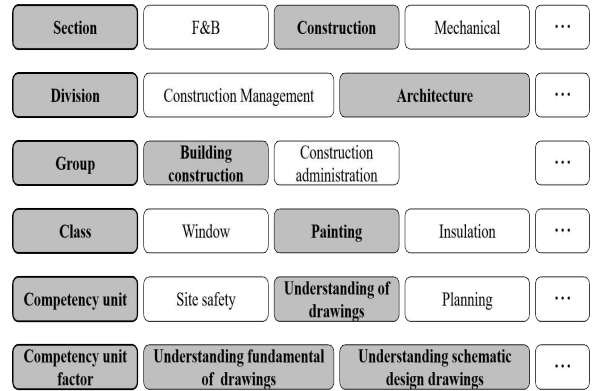 Section F&B Construction Mechanical ...
Division Construction Management Architecture ...
Group Building construction Construction administration ...
Class Window Painting Insulation ...
Competency unit Site safety Understanding of drawings Planning ...
Competency unit factor Understanding fundamental of drawings Understanding schematic design drawings ...